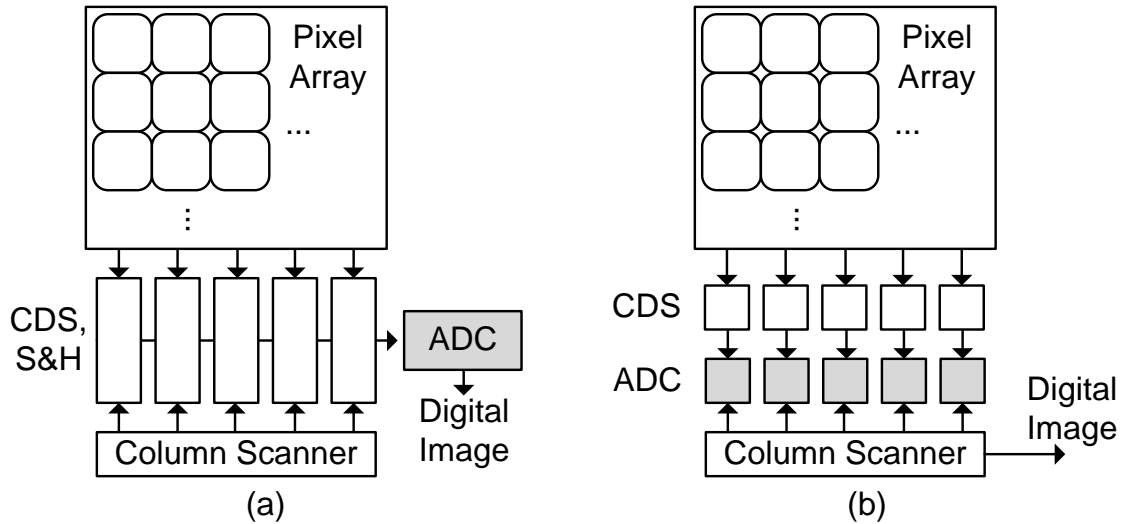 Pixel
Array
...
...
CDS,
S&H
ADC
Digital
Image
Column Scanner
(a)
Pixel
Array
...
...
CDS
ADC
Digital
Image
Column Scanner
(b)